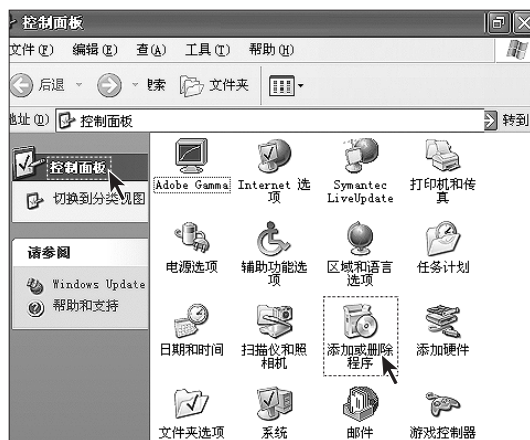 控制面板
文件(F) 编辑(E) 查(A) 工具(T) 帮助(H)
后退 搜索 文件夹
地址(D) 控制面板 转到
控制面板
切换到分类视图
请参阅
Windows Update
帮助和支持
Adobe Gamma
Internet 选
项
Symantec
LiveUpdate
打印机和传
真
电源选项
辅助功能选
项
区域和语言
选项
任务计划
日期和时间
扫描仪和照
相机
添加或删除
程序
添加硬件
文件夹选项
系统
邮件
游戏控制器